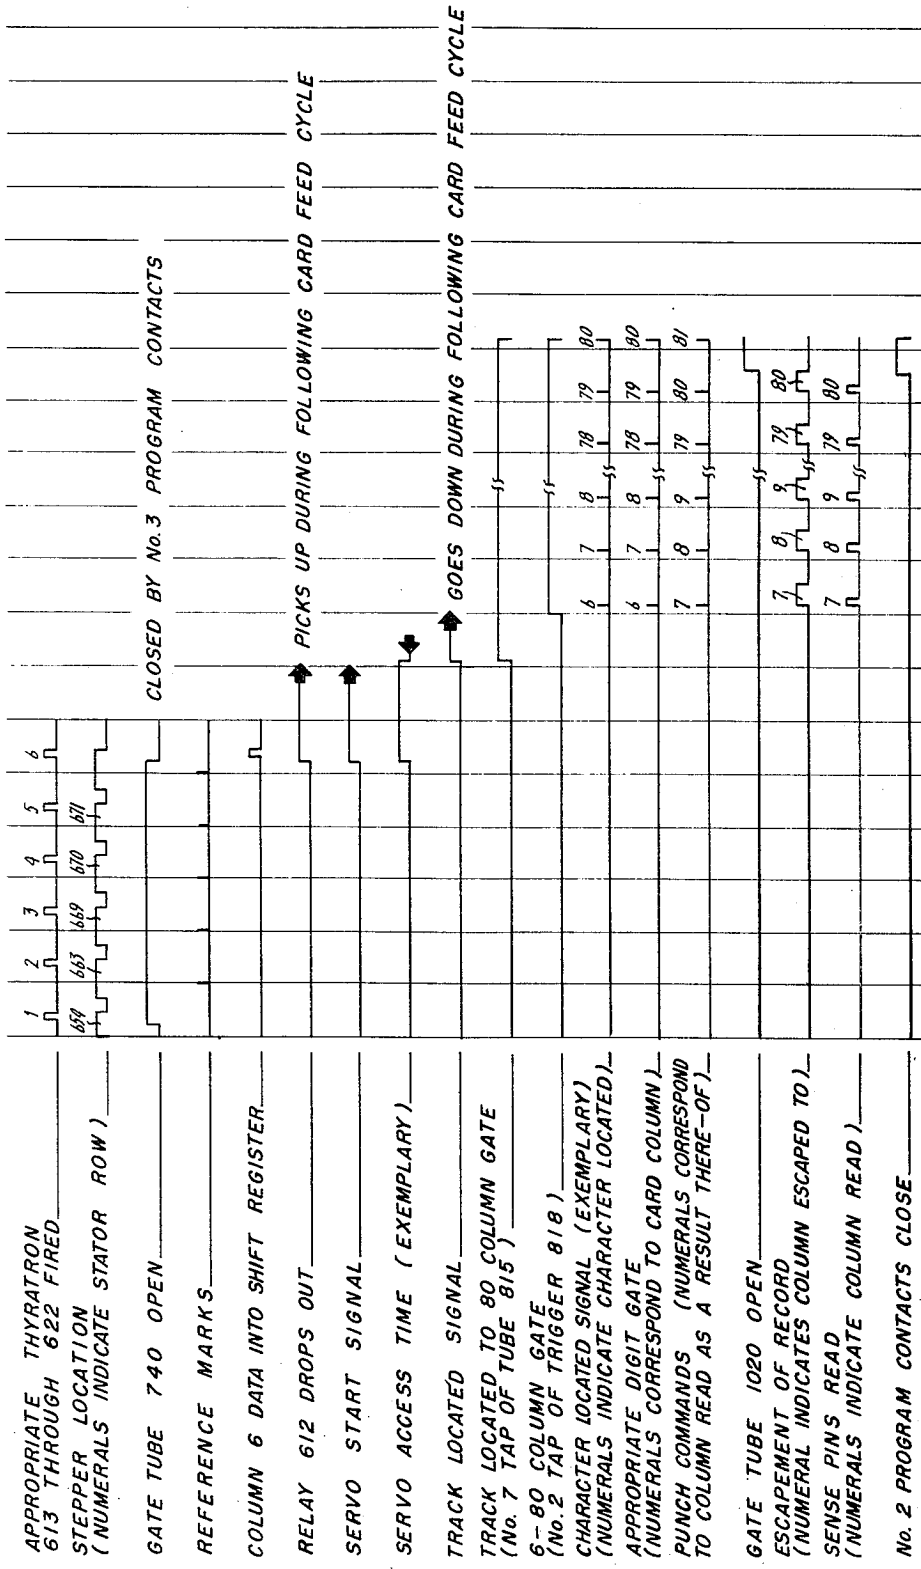 APPROPRIATE THYRATRON
613 THROUGH 622 FIRED
1 2 3 4 5 6
STEPPER LOCATION
(NUMERALS INDICATE STATOR ROW)
659 663 669 670 671
GATE TUBE 740 OPEN
CLOSED BY No.3 PROGRAM CONTACTS
REFERENCE MARKS
COLUMN 6 DATA INTO SHIFT REGISTER
RELAY 612 DROPS OUT
PICKS UP DURING FOLLOWING CARD FEED CYCLE
SERVO START SIGNAL
SERVO ACCESS TIME (EXEMPLARY)
TRACK LOCATED SIGNAL
GOES DOWN DURING FOLLOWING CARD FEED CYCLE
TRACK LOCATED TO 80 COLUMN GATE
(No. 7 TAP OF TUBE 815)
6-80 COLUMN GATE
(No. 2 TAP OF TRIGGER 818)
CHARACTER LOCATED SIGNAL (EXEMPLARY)
(NUMERALS INDICATE CHARACTER LOCATED)
6 7 8 78 79 80
APPROPRIATE DIGIT GATE
(NUMERALS CORRESPOND TO CARD COLUMN)
6 7 8 78 79 80
PUNCH COMMANDS (NUMERALS CORRESPOND
TO COLUMN READ AS A RESULT THERE-OF)
7 8 9 79 80 81
GATE TUBE 1020 OPEN
ESCAPEMENT OF RECORD
(NUMERAL INDICATES COLUMN ESCAPED TO)
7 8 9 79 80
SENSE PINS READ
(NUMERALS INDICATE COLUMN READ)
7 8 9 79 80
No. 2 PROGRAM CONTACTS CLOSE